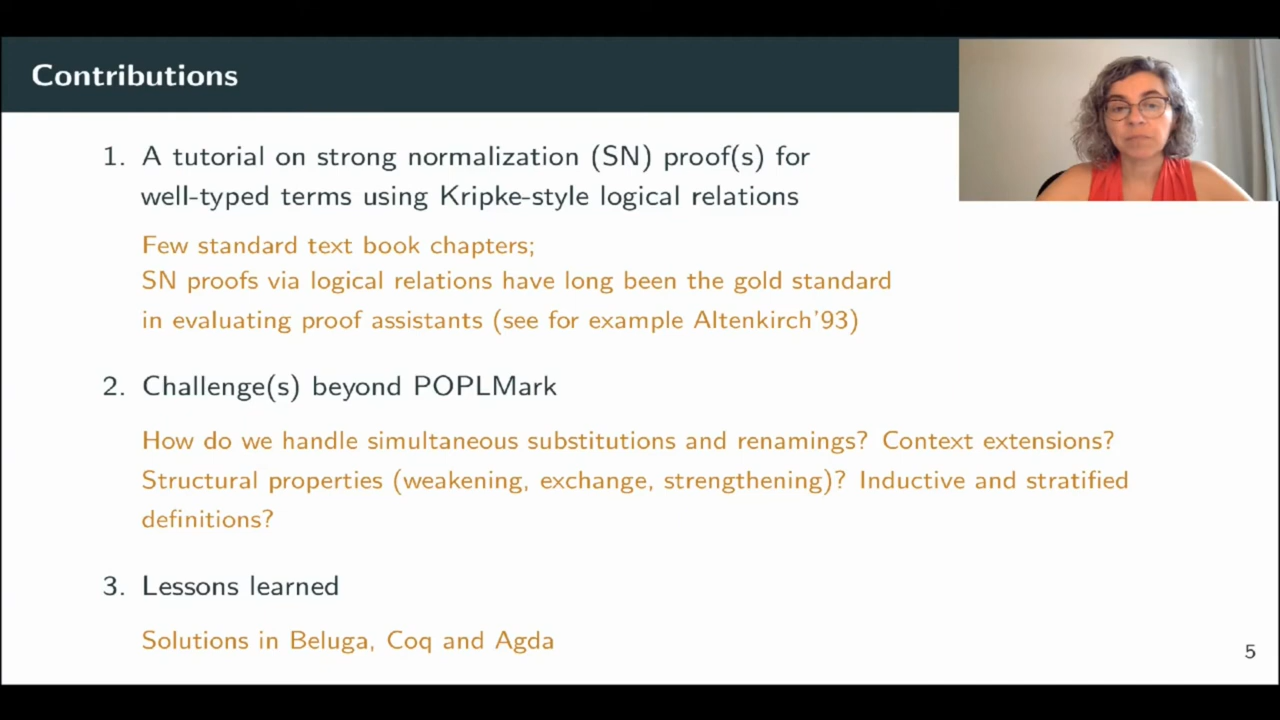 Contributions
1. A tutorial on strong normalization (SN) proof(s) for
well-typed terms using Kripke-style logical relations
Few standard text book chapters;
SN proofs via logical relations have long been the gold standard
in evaluating proof assistants (see for example Altenkirch'93)
2. Challenge(s) beyond POPLMark
How do we handle simultaneous substitutions and renamings? Context extensions?
Structural properties (weakening, exchange, strengthening)? Inductive and stratified
definitions?
3. Lessons learned
Solutions in Beluga, Coq and Agda
5